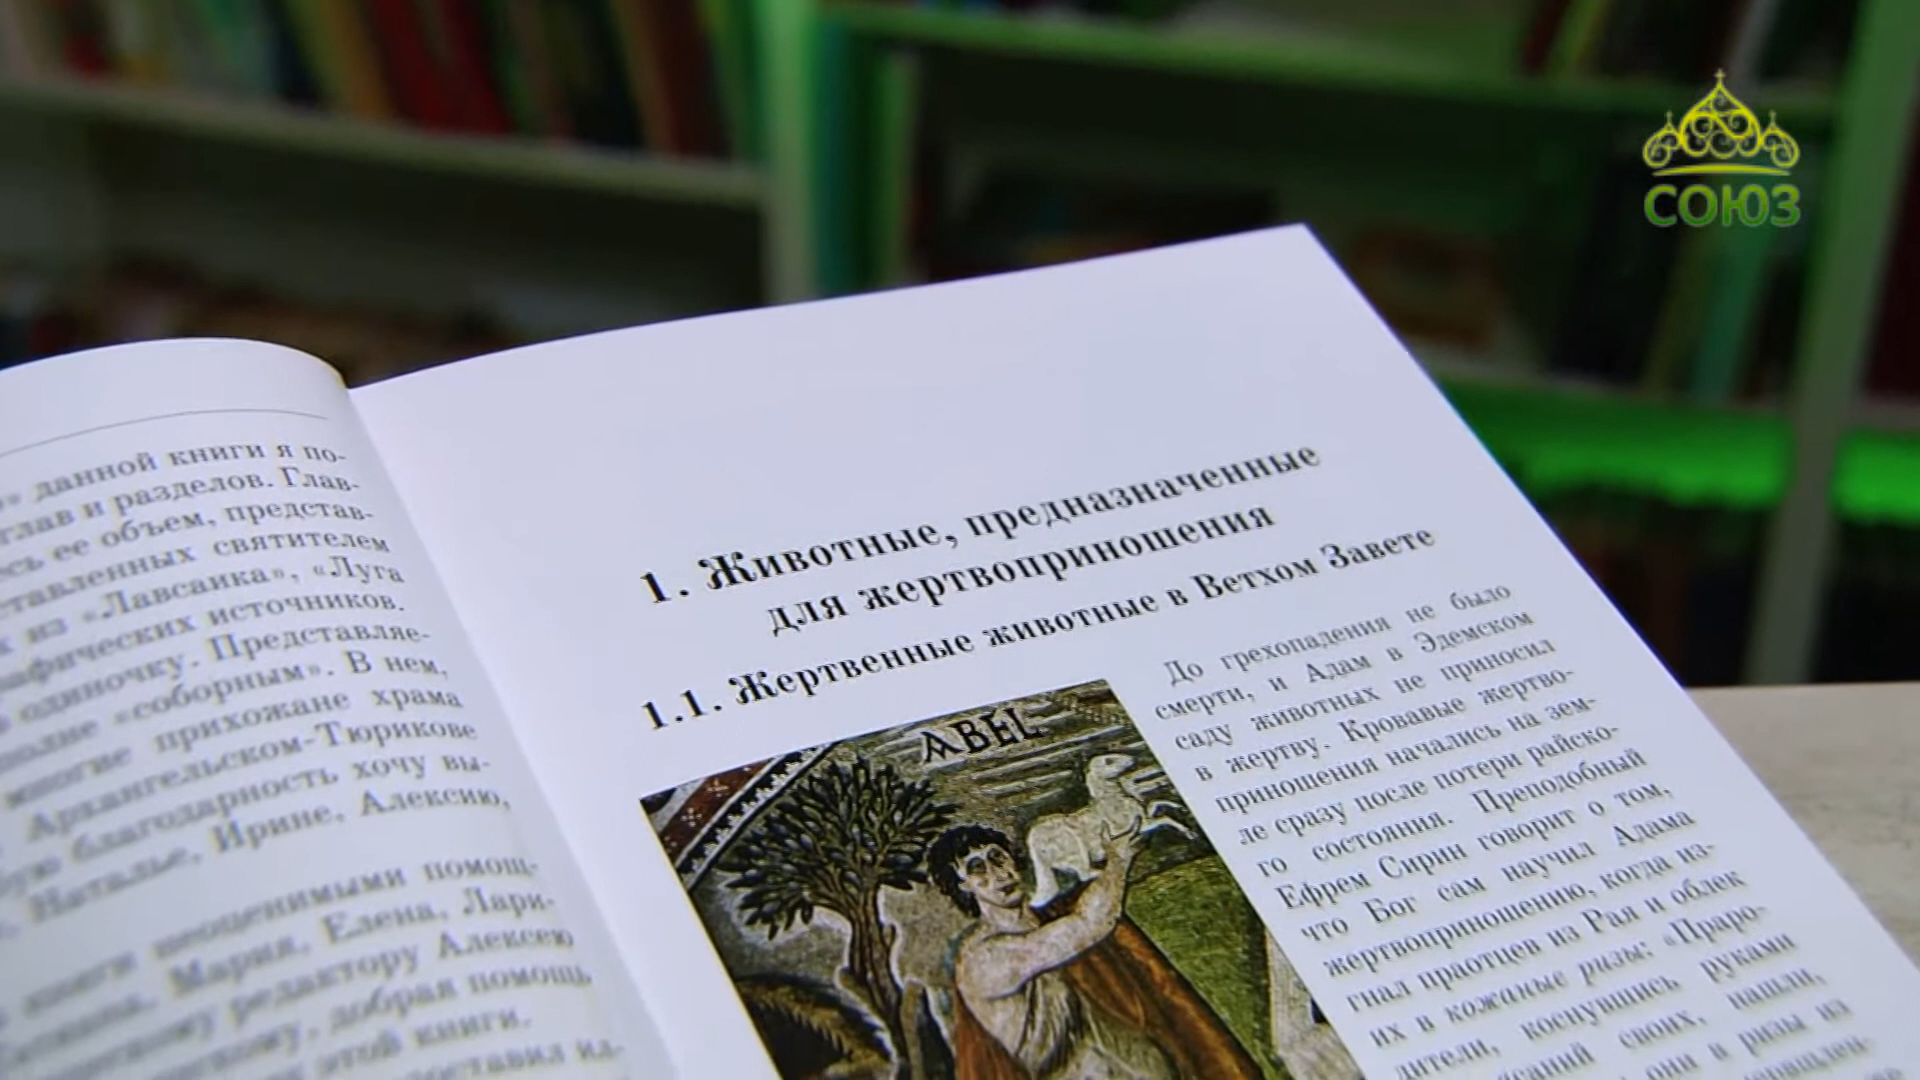 СОЮЗ
данной книги я по-
глав и разделов. Глав-
ее объем, представ-
ставленных святителем
из «Лавсаика», «Луга
источников.
одиночку. Представляе-
«соборным». В нем,
многие прихожане храма
Архангельском-Тюрикове
благодарность хочу вы-
Наталье, Ирине, Алексию,
книги неоценимыми помощ-
Мария, Елена, Лари-
редактору Алексею
добрая помощь
этой книги.
1. Животные, предназначенные
для жертвоприношения
1.1. Жертвенные животные в Ветхом Завете
ABEL
До грехопадения не было
смерти, и Адам в Эдемском
саду животных не приносил
в жертву. Кровавые жертво-
приношения начались на зем-
ле сразу после потери райско-
го состояния. Преподобный
Ефрем Сирин говорит о том,
что Бог сам научил Адама
жертвоприношению, когда из-
гнал праотцев из Рая и облек
их в кожаные ризы: «Праро-
дители, коснувшись руками
своих, нашли,
они в ризы из